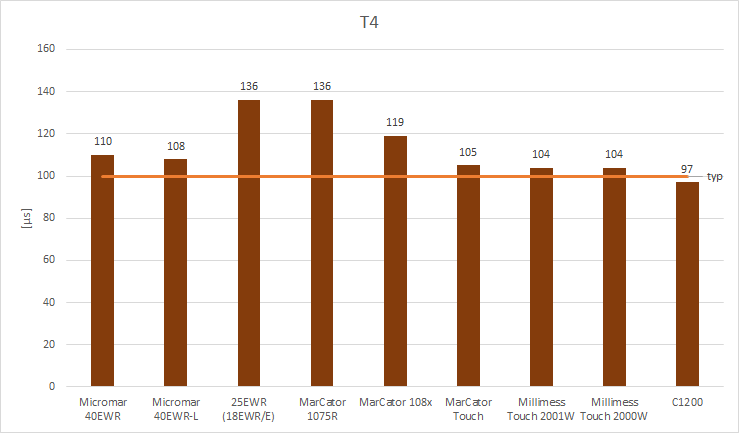 T4
160
140
120
100
80
60
40
20
0
[µs]
110
108
136
136
119
105
104
104
97
typ
Micromar
40EWR
Micromar
40EWR-L
25EWR
(18EWR/E)
MarCator
1075R
MarCator 108x
MarCator
Touch
Millimess
Touch 2001W
Millimess
Touch 2000W
C1200